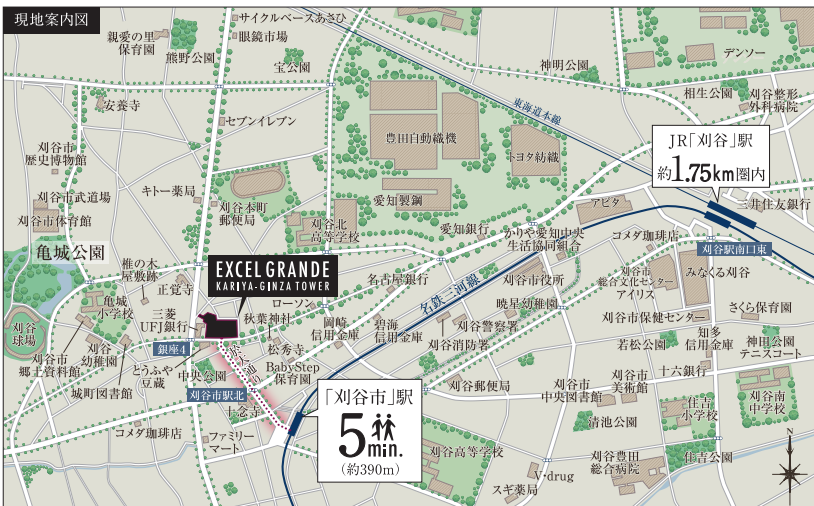 現地案内図
サイクルベースあさひ
眼鏡市場
親愛の里
保育園
熊野公園
宝公園
神明公園
デンソー
相生公園
刈谷整形
外科病院
安養寺
セブンイレブン
豊田自動織機
トヨタ紡織
東海道本線
JR「刈谷」駅
約1.75km圏内
刈谷市
歴史博物館
キトー薬局
刈谷本町
郵便局
愛知製鋼
アピタ
三井住友銀行
刈谷市武道場
刈谷市体育館
刈谷北
高等学校
愛知銀行
かりや愛知中央
生活協同組合
コメダ珈琲店
刈谷駅南口東
亀城公園
椎の木
屋敷跡
正覚寺
EXCEL GRANDE
KARIYA-GINZA TOWER
名古屋銀行
名鉄三河線
刈谷市役所
刈谷市
総合文化センター
アイリス
みなくる刈谷
亀城
小学校
三菱
UFJ銀行
ローソン
秋葉神社
岡崎
信用金庫
碧海
信用金庫
暁星幼稚園
刈谷警察署
刈谷消防署
刈谷市保健センター
さくら保育園
刈谷
球場
銀座4
松秀寺
若松公園
知多
信用金庫
神田公園
テニスコート
刈谷市
郷土資料館
刈谷
幼稚園
とうふや
豆蔵
中央公園
BabyStep
保育園
十六銀行
城町図書館
刈谷市駅北
「刈谷市」駅
5min.
(約390m)
刈谷郵便局
刈谷市
中央図書館
刈谷市
美術館
住吉
小学校
刈谷南
中学校
十念寺
コメダ珈琲店
ファミリー
マート
清池公園
刈谷高等学校
V・drug
スギ薬局
刈谷豊田
総合病院
住吉公園
N